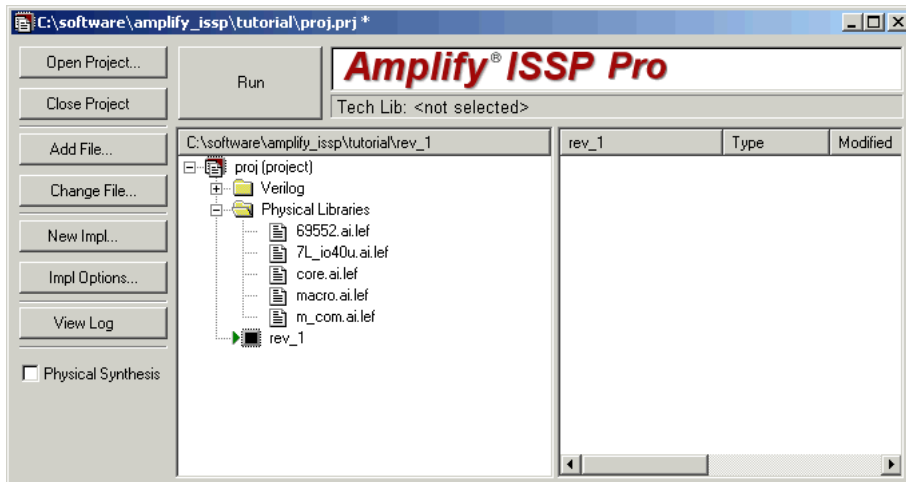 C:\software\amplify_issp\tutorial\proj.prj *
Open Project...
Close Project
Add File...
Change File...
New Impl...
Impl Options...
View Log
Physical Synthesis
Run
Amplify® ISSP Pro
Tech Lib: <not selected>
C:\software\amplify_issp\tutorial\rev_1
proj (project)
Verilog
Physical Libraries
69552.ai.lef
7L_io40u.ai.lef
core.ai.lef
macro.ai.lef
m_com.ai.lef
rev_1
rev_1 Type Modified